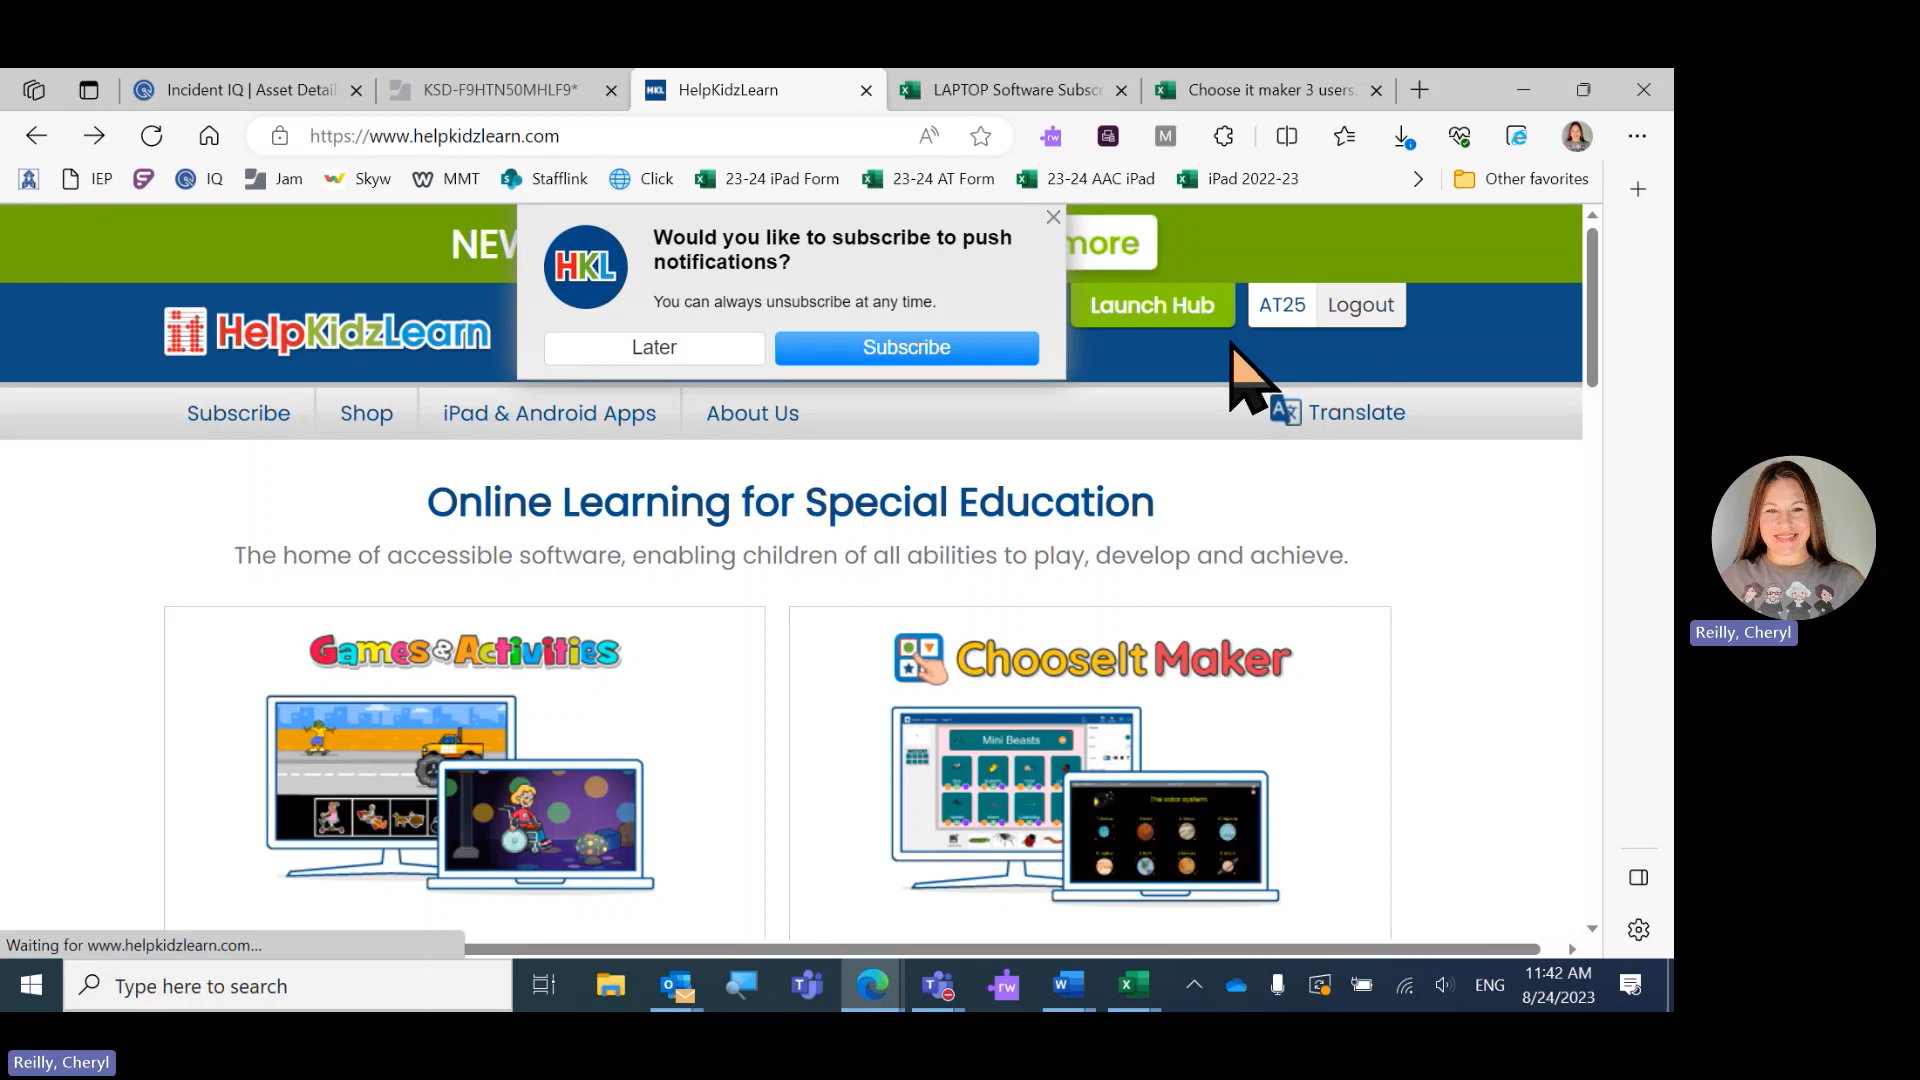 Incident IQ | Asset Detail
KSD-F9HTN50MHLF9*
HKL
HelpKidzLearn
LAPTOP Software Subsc
Choose it maker 3 users.
https://www.helpkidzlearn.com
rw
M
IEP
IQ
Jam
Skyw
MMT
Stafflink
Click
23-24 iPad Form
23-24 AT Form
23-24 AAC iPad
iPad 2022-23
Other favorites
NEW
more
HKL
Would you like to subscribe to push
notifications?
You can always unsubscribe at any time.
Later
Subscribe
HelpKidzLearn
Launch Hub
AT25
Logout
Subscribe
Shop
iPad & Android Apps
About Us
Translate
Online Learning for Special Education
The home of accessible software, enabling children of all abilities to play, develop and achieve.
Games & Activities
ChooseIt Maker
Mini Beasts
The solar system
Reilly, Cheryl
Waiting for www.helpkidzlearn.com...
Type here to search
rw
ENG
11:42 AM
8/24/2023
Reilly, Cheryl